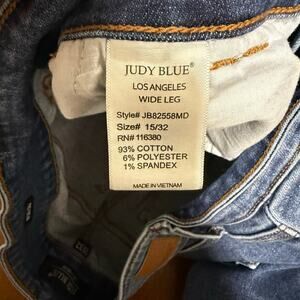 JUDY BLUE®
LOS ANGELES
WIDE LEG
Style# JB82558MD
Size# 15/32
RN# 116380
93% COTTON
6% POLYESTER
1% SPANDEX
MADE IN VIETNAM